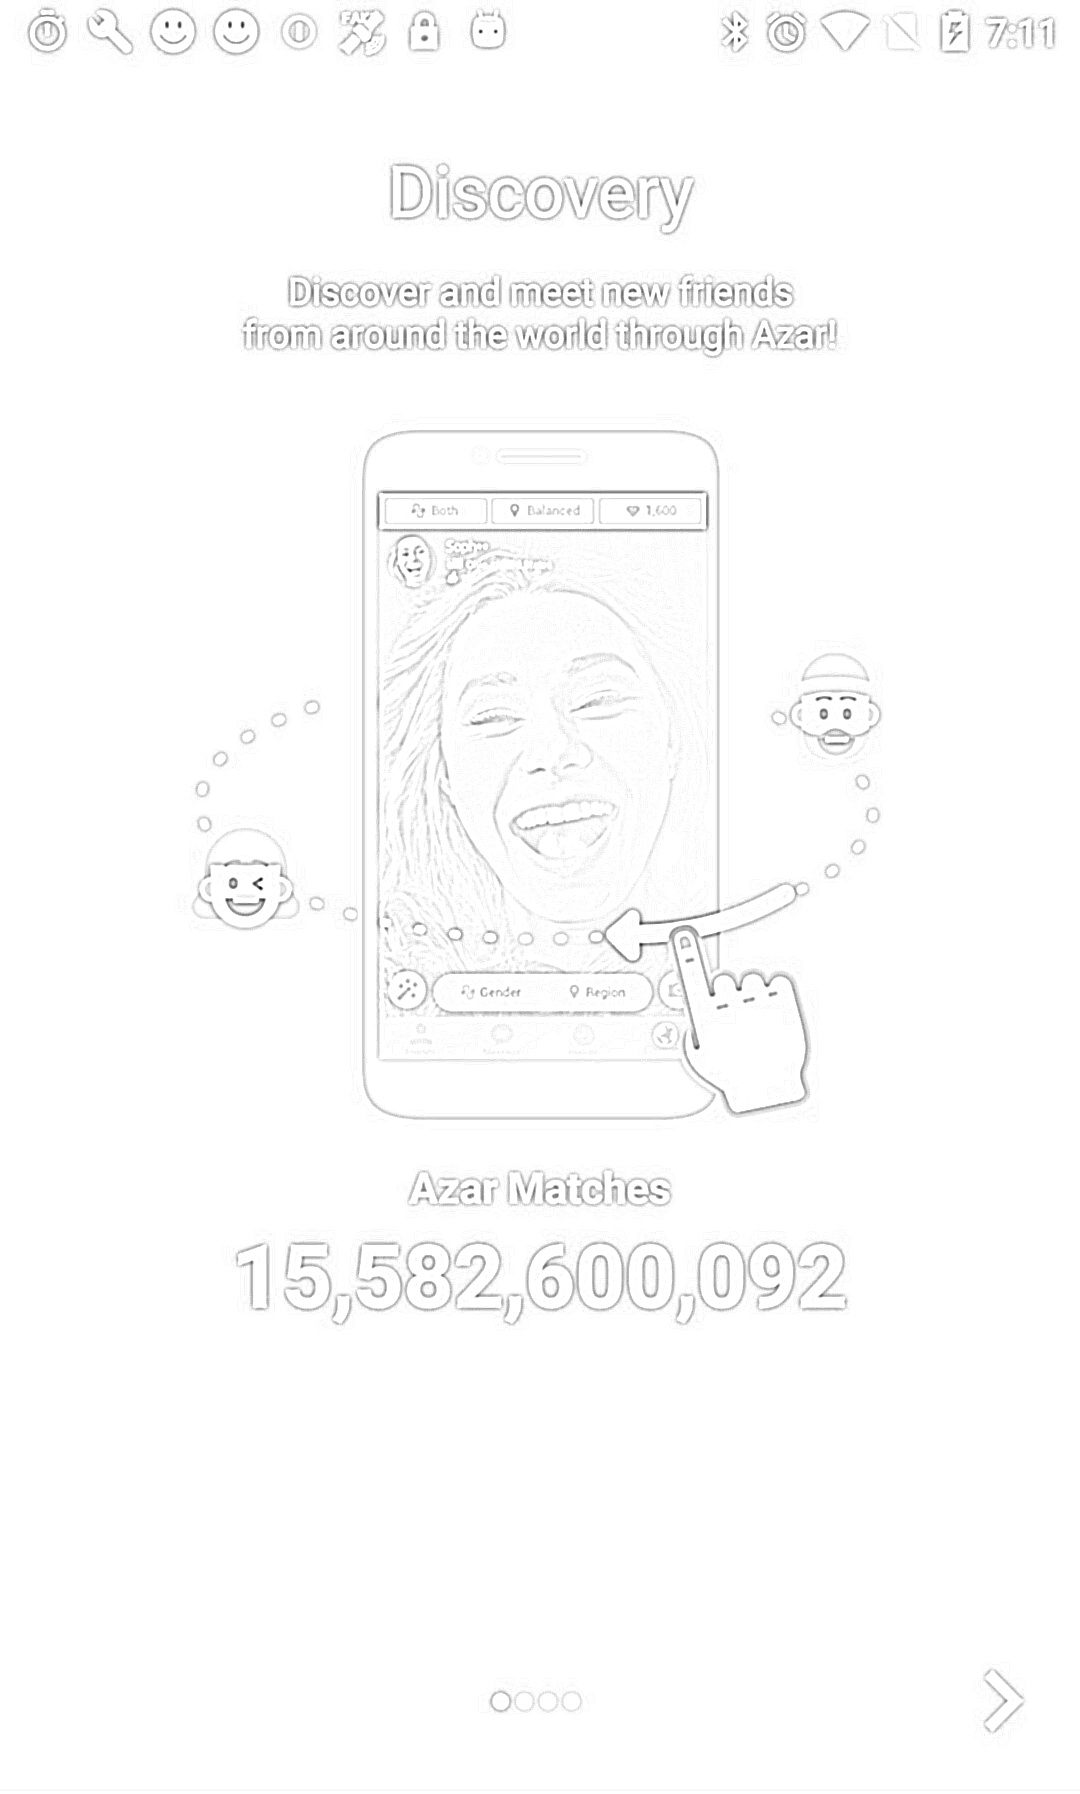 7:11
Discovery
Discover and meet new friends
from around the world through Azar!
Both Balanced 1,600
Sophie
Gender Region
Azar Matches
15,582,600,092